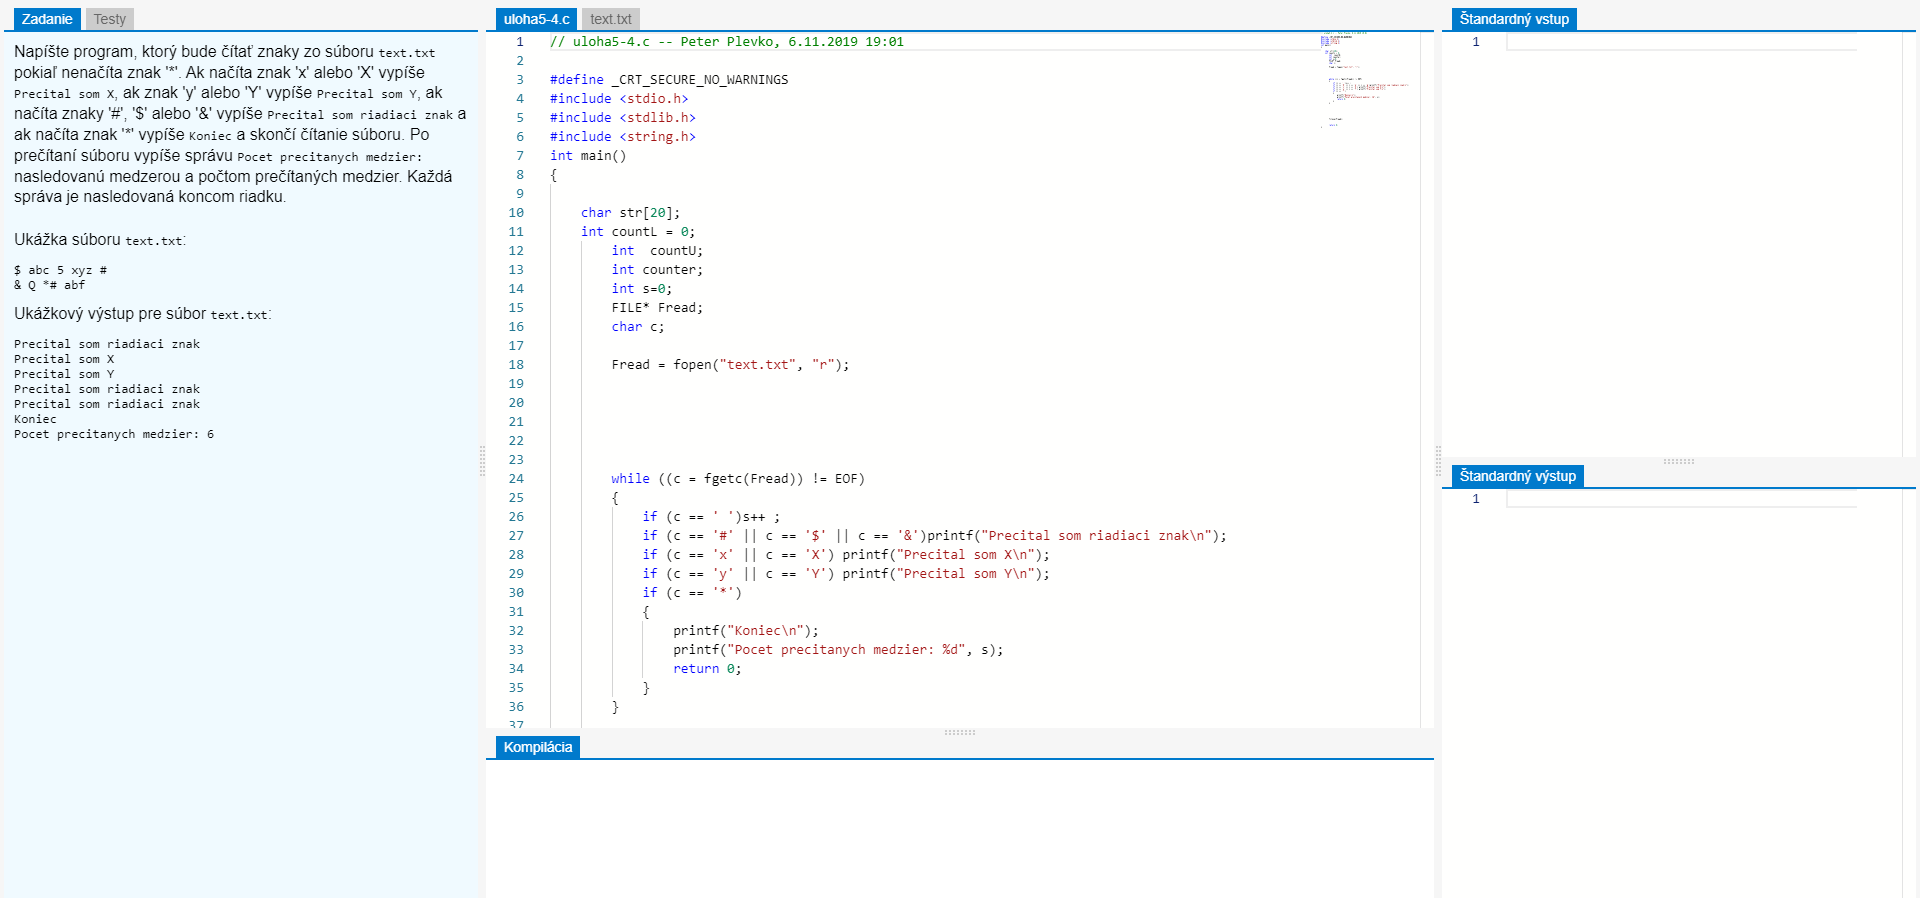 Zadanie Testy
Napíšte program, ktorý bude čítať znaky zo súboru text.txt
pokiaľ nenačíta znak '*'. Ak načíta znak 'x' alebo 'X' vypíše
Precital som X, ak znak 'y' alebo 'Y' vypíše Precital som Y, ak
načíta znaky '#', '$' alebo '&' vypíše Precital som riadiaci znak a
ak načíta znak '*' vypíše Koniec a skončí čítanie súboru. Po
prečítaní súboru vypíše správu Pocet precitanych medzier:
nasledovanú medzerou a počtom prečítaných medzier. Každá
správa je nasledovaná koncom riadku.
Ukážka súboru text.txt:
$ abc 5 xyz #
& Q *# abf
Ukážkový výstup pre súbor text.txt:
Precital som riadiaci znak
Precital som X
Precital som Y
Precital som riadiaci znak
Precital som riadiaci znak
Koniec
Pocet precitanych medzier: 6
uloha5-4.c text.txt
1 // uloha5-4.c -- Peter Plevko, 6.11.2019 19:01
2
3 #define _CRT_SECURE_NO_WARNINGS
4 #include <stdio.h>
5 #include <stdlib.h>
6 #include <string.h>
7 int main()
8 {
9
10 char str[20];
11 int countL = 0;
12 int  countU;
13 int counter;
14 int s=0;
15 FILE* Fread;
16 char c;
17
18 Fread = fopen("text.txt", "r");
19
20
21
22
23
24 while ((c = fgetc(Fread)) != EOF)
25 {
26 if (c == ' ')s++ ;
27 if (c == '#' || c == '$' || c == '&')printf("Precital som riadiaci znak\n");
28 if (c == 'x' || c == 'X') printf("Precital som X\n");
29 if (c == 'y' || c == 'Y') printf("Precital som Y\n");
30 if (c == '*')
31 {
32 printf("Koniec\n");
33 printf("Pocet precitanych medzier: %d", s);
34 return 0;
35 }
36 }
37
Kompilácia
Štandardný vstup
1
Štandardný výstup
1